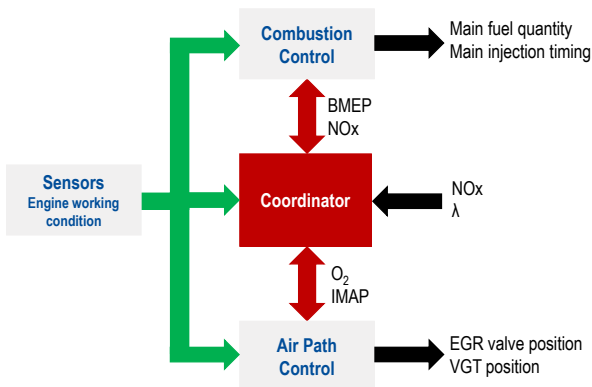 Combustion
Control
Main fuel quantity
Main injection timing
BMEP
NOx
Sensors
Engine working
condition
Coordinator
NOx
λ
O₂
IMAP
Air Path
Control
EGR valve position
VGT position